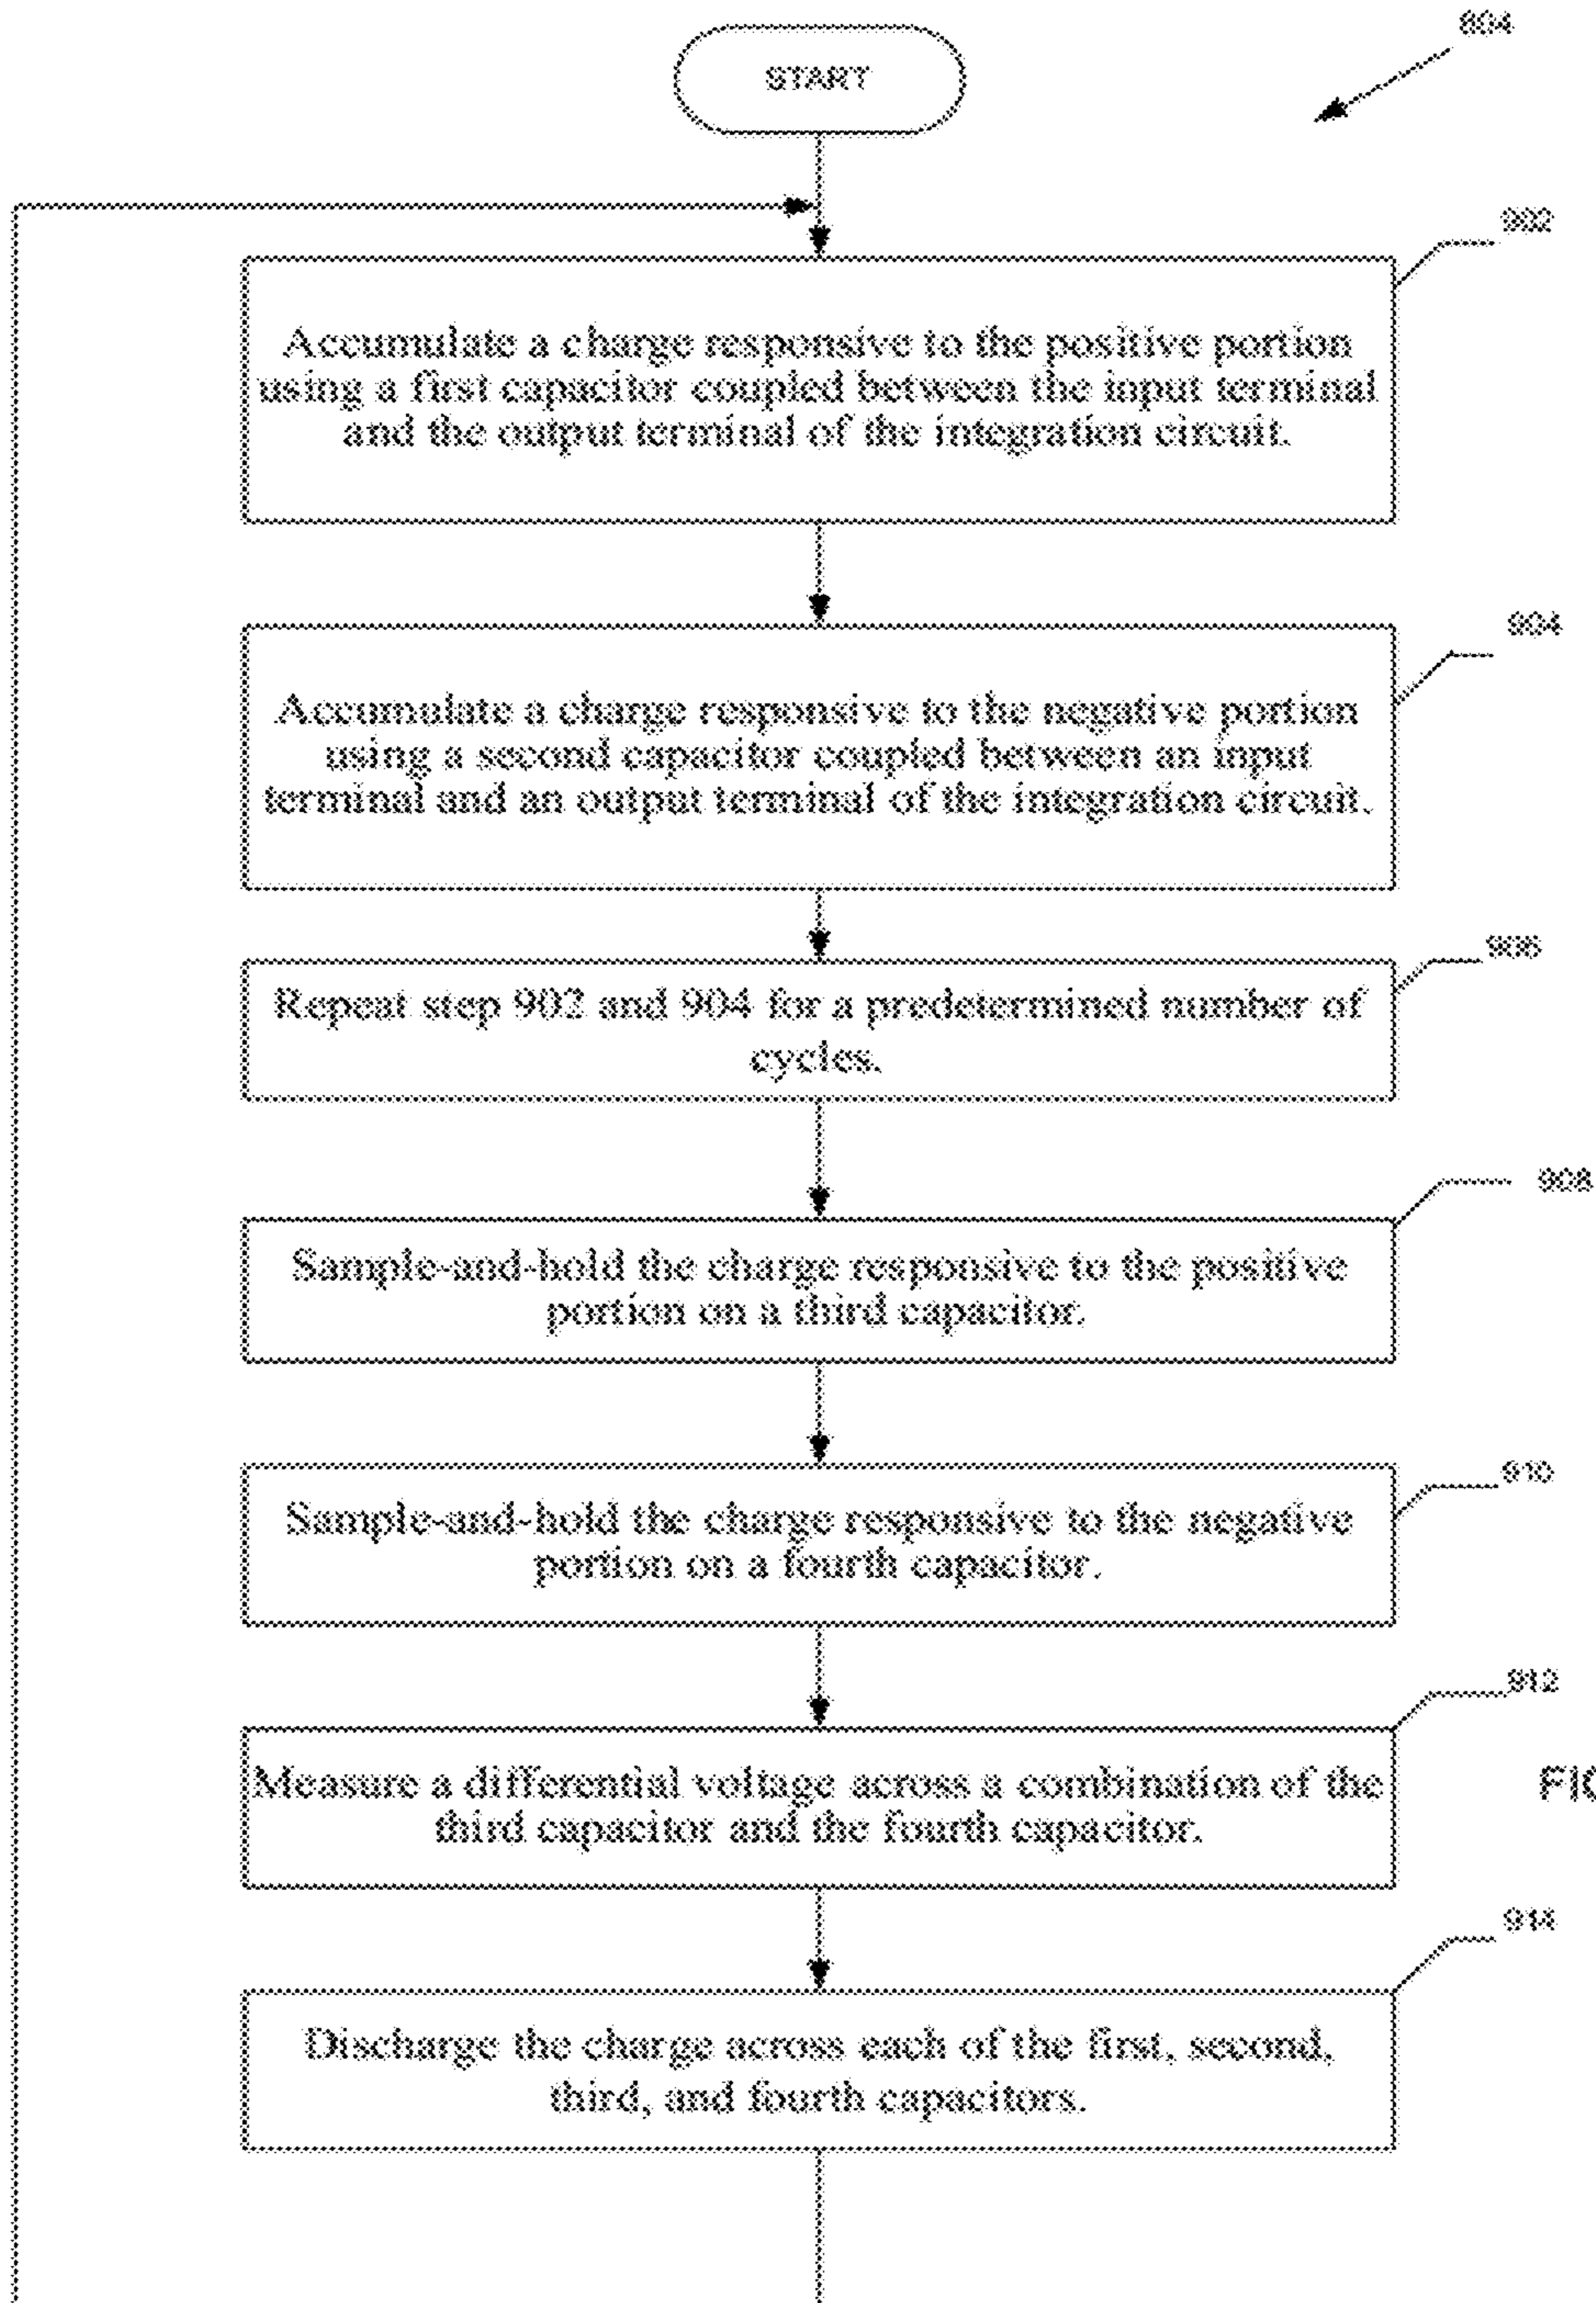 804
START
902
Accumulate a charge responsive to the positive portion
using a first capacitor coupled between the input terminal
and the output terminal of the integration circuit.
904
Accumulate a charge responsive to the negative portion
using a second capacitor coupled between an input
terminal and an output terminal of the integration circuit.
906
Repeat step 902 and 904 for a predetermined number of
cycles.
908
Sample-and-hold the charge responsive to the positive
portion on a third capacitor.
910
Sample-and-hold the charge responsive to the negative
portion on a fourth capacitor.
912
Measure a differential voltage across a combination of the
third capacitor and the fourth capacitor.
914
Discharge the charge across each of the first, second,
third, and fourth capacitors.